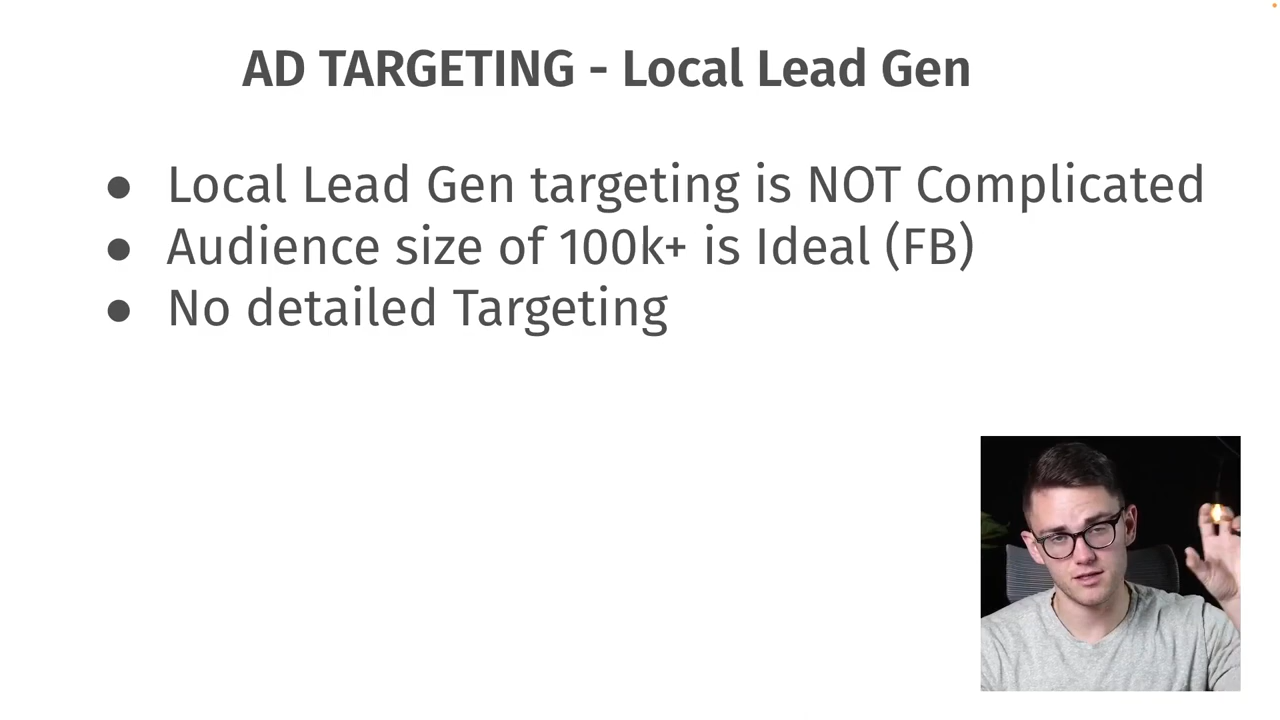 AD TARGETING - Local Lead Gen
● Local Lead Gen targeting is NOT Complicated
● Audience size of 100k+ is Ideal (FB)
● No detailed Targeting